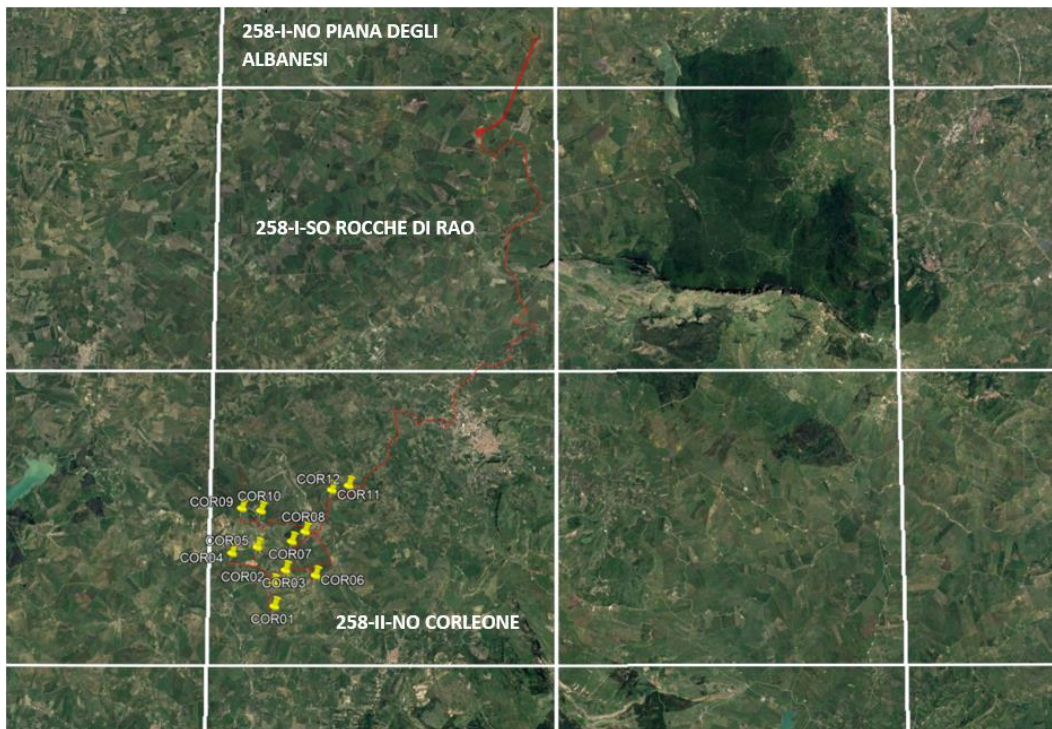 258-I-NO PIANA DEGLI
ALBANESI
258-I-SO ROCCHE DI RAO
COR12
COR11
COR09
COR10
COR08
COR05
COR04
COR07
COR02
COR03
COR06
COR01
258-II-NO CORLEONE